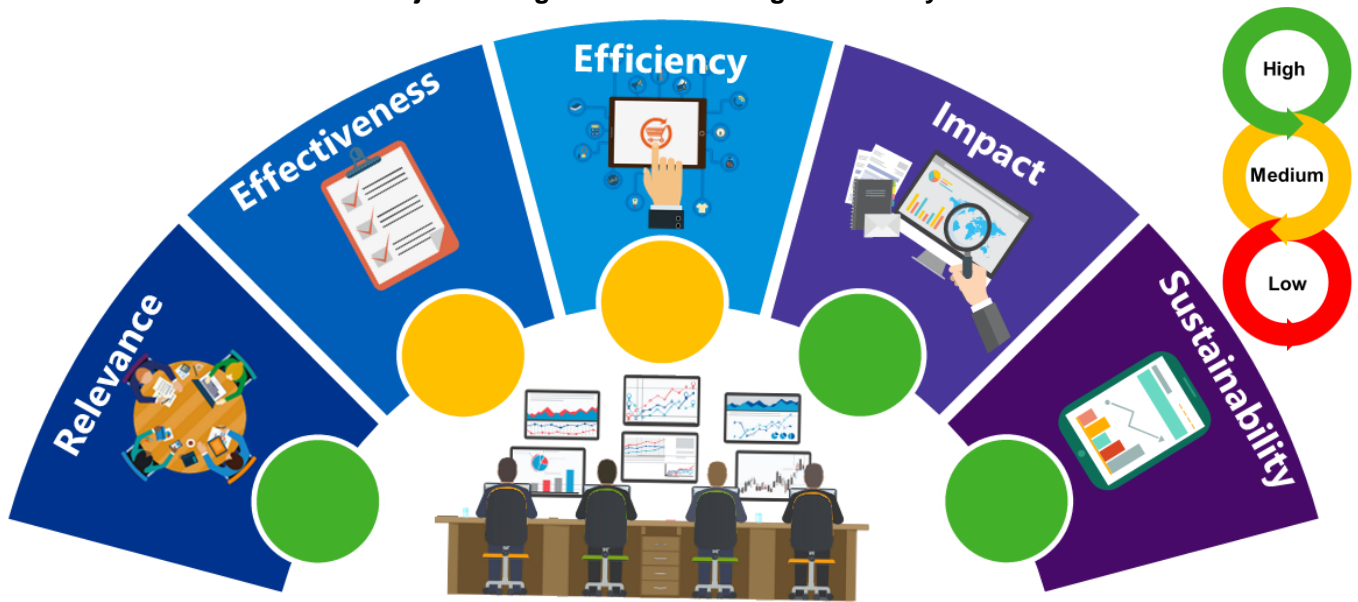 Relevance
Effectiveness
Efficiency
Impact
Sustainability
High
Medium
Low